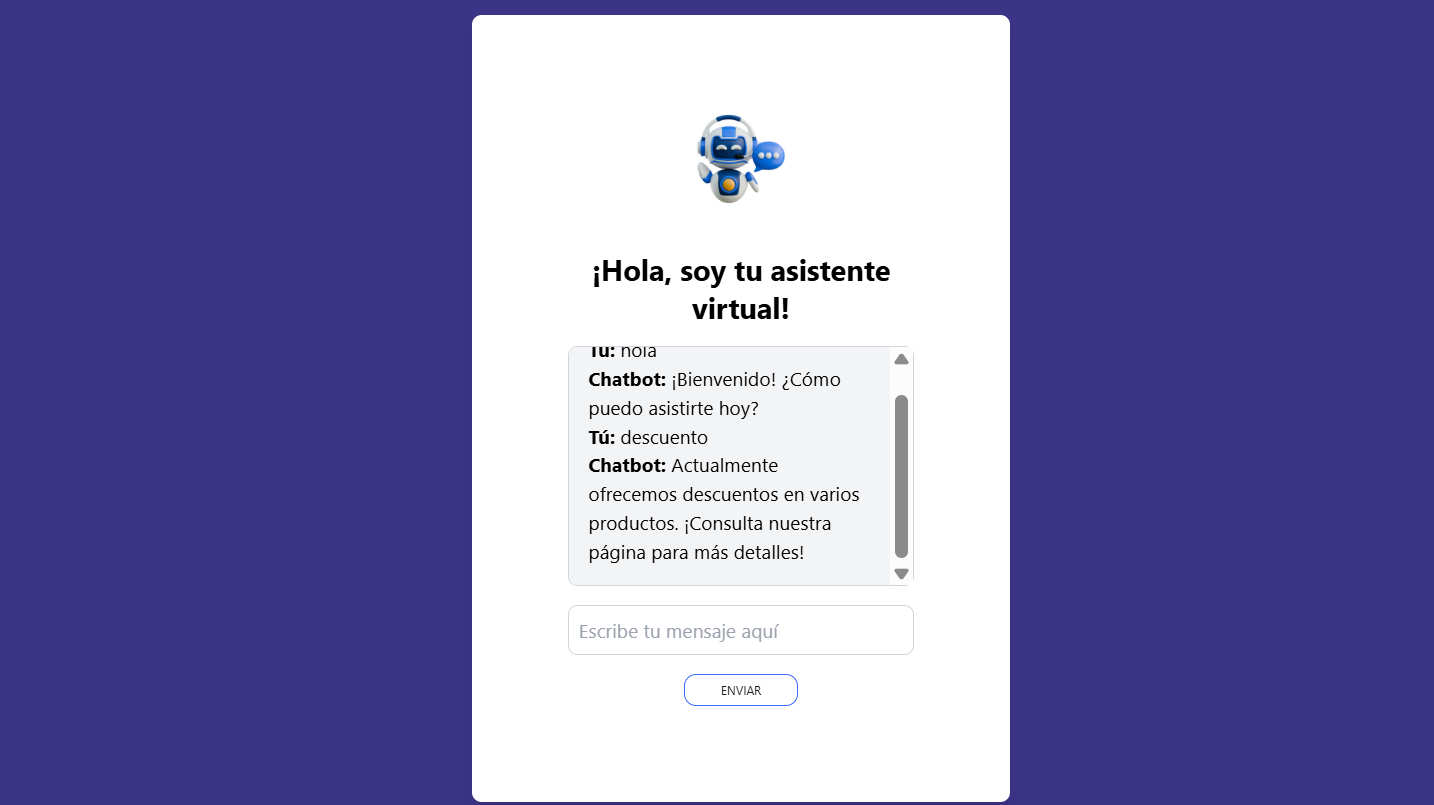 ¡Hola, soy tu asistente
virtual!
Tú: hola
Chatbot: ¡Bienvenido! ¿Cómo
puedo asistirte hoy?
Tú: descuento
Chatbot: Actualmente
ofrecemos descuentos en varios
productos. ¡Consulta nuestra
página para más detalles!
Escribe tu mensaje aquí
ENVIAR